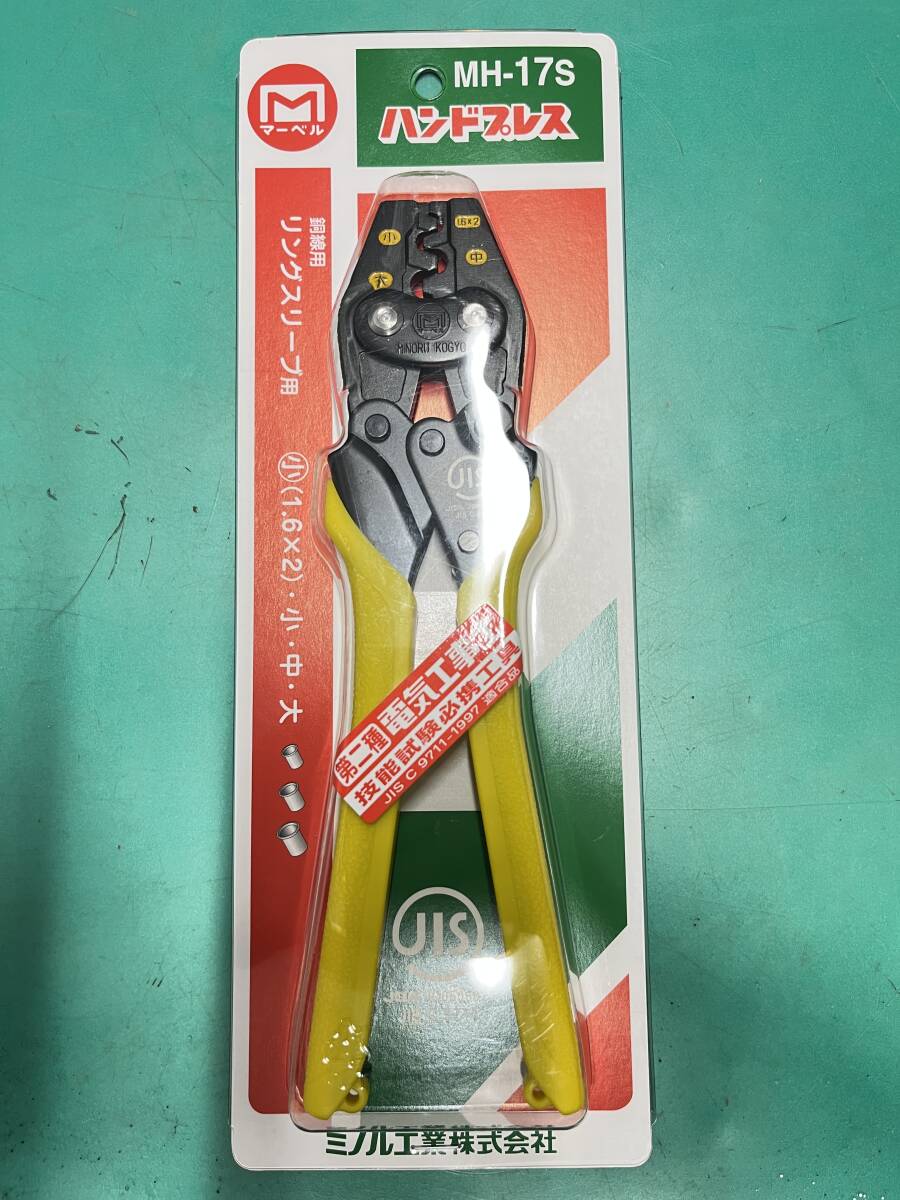 マーベル
MH-17S
ハンドプレス
銅線用
リングスリーブ用
㊙小(1.6×2)・小・中・大
小
1.6×2
中
大
MINORU KOGYO
JIS
第二種
電気工事
技能試験必携工具
JIS C 9711-1997 適合品
JIS
ミノル工業株式会社